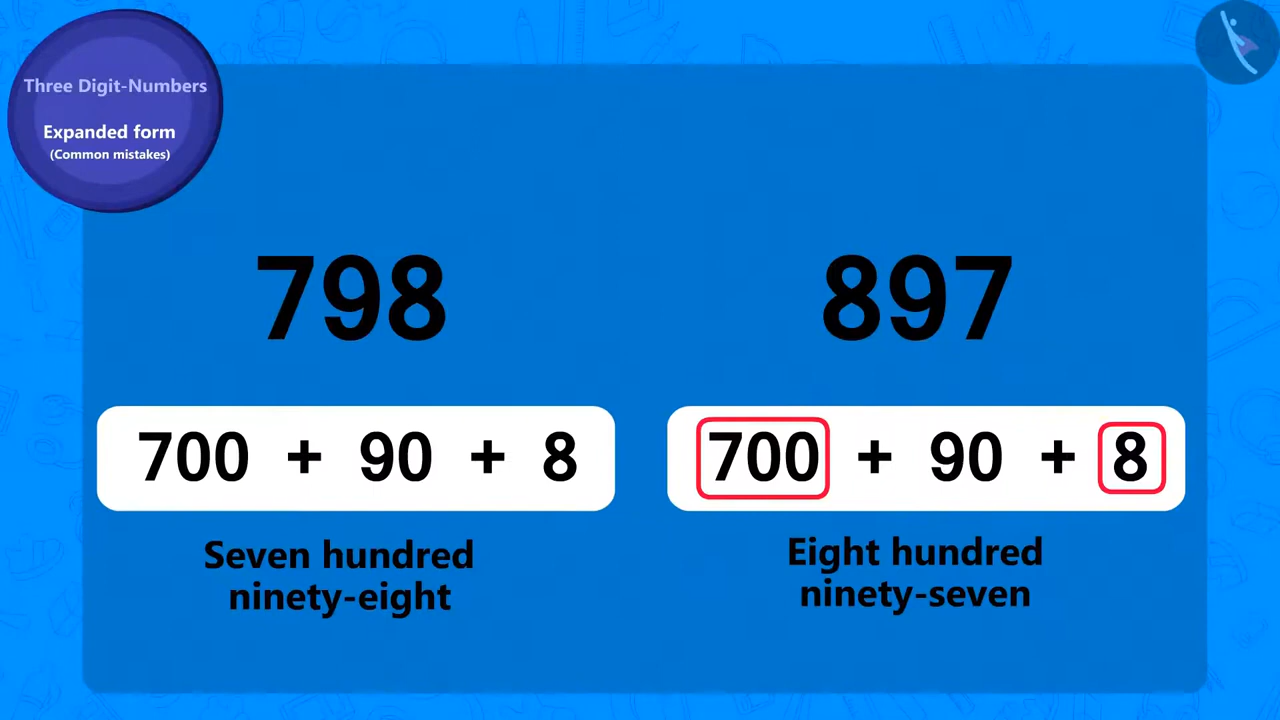 Three Digit-Numbers
Expanded form
(Common mistakes)
798
897
700 + 90 + 8
700 + 90 + 8
Seven hundred
ninety-eight
Eight hundred
ninety-seven